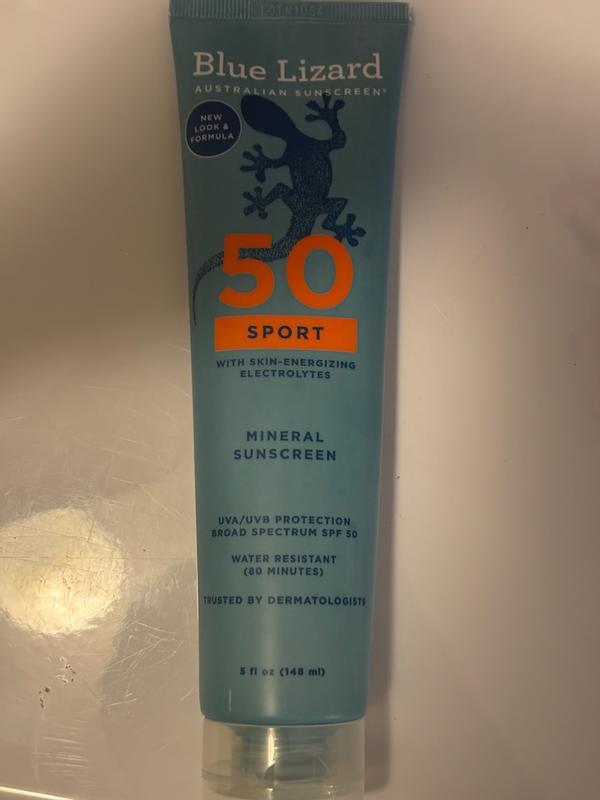 LOTN1064
Blue Lizard
AUSTRALIAN SUNSCREEN®
NEW
LOOK &
FORMULA
50
SPORT
WITH SKIN-ENERGIZING
ELECTROLYTES
MINERAL
SUNSCREEN
UVA/UVB PROTECTION
BROAD SPECTRUM SPF 50
WATER RESISTANT
(80 MINUTES)
TRUSTED BY DERMATOLOGISTS
5 fl oz (148 ml)